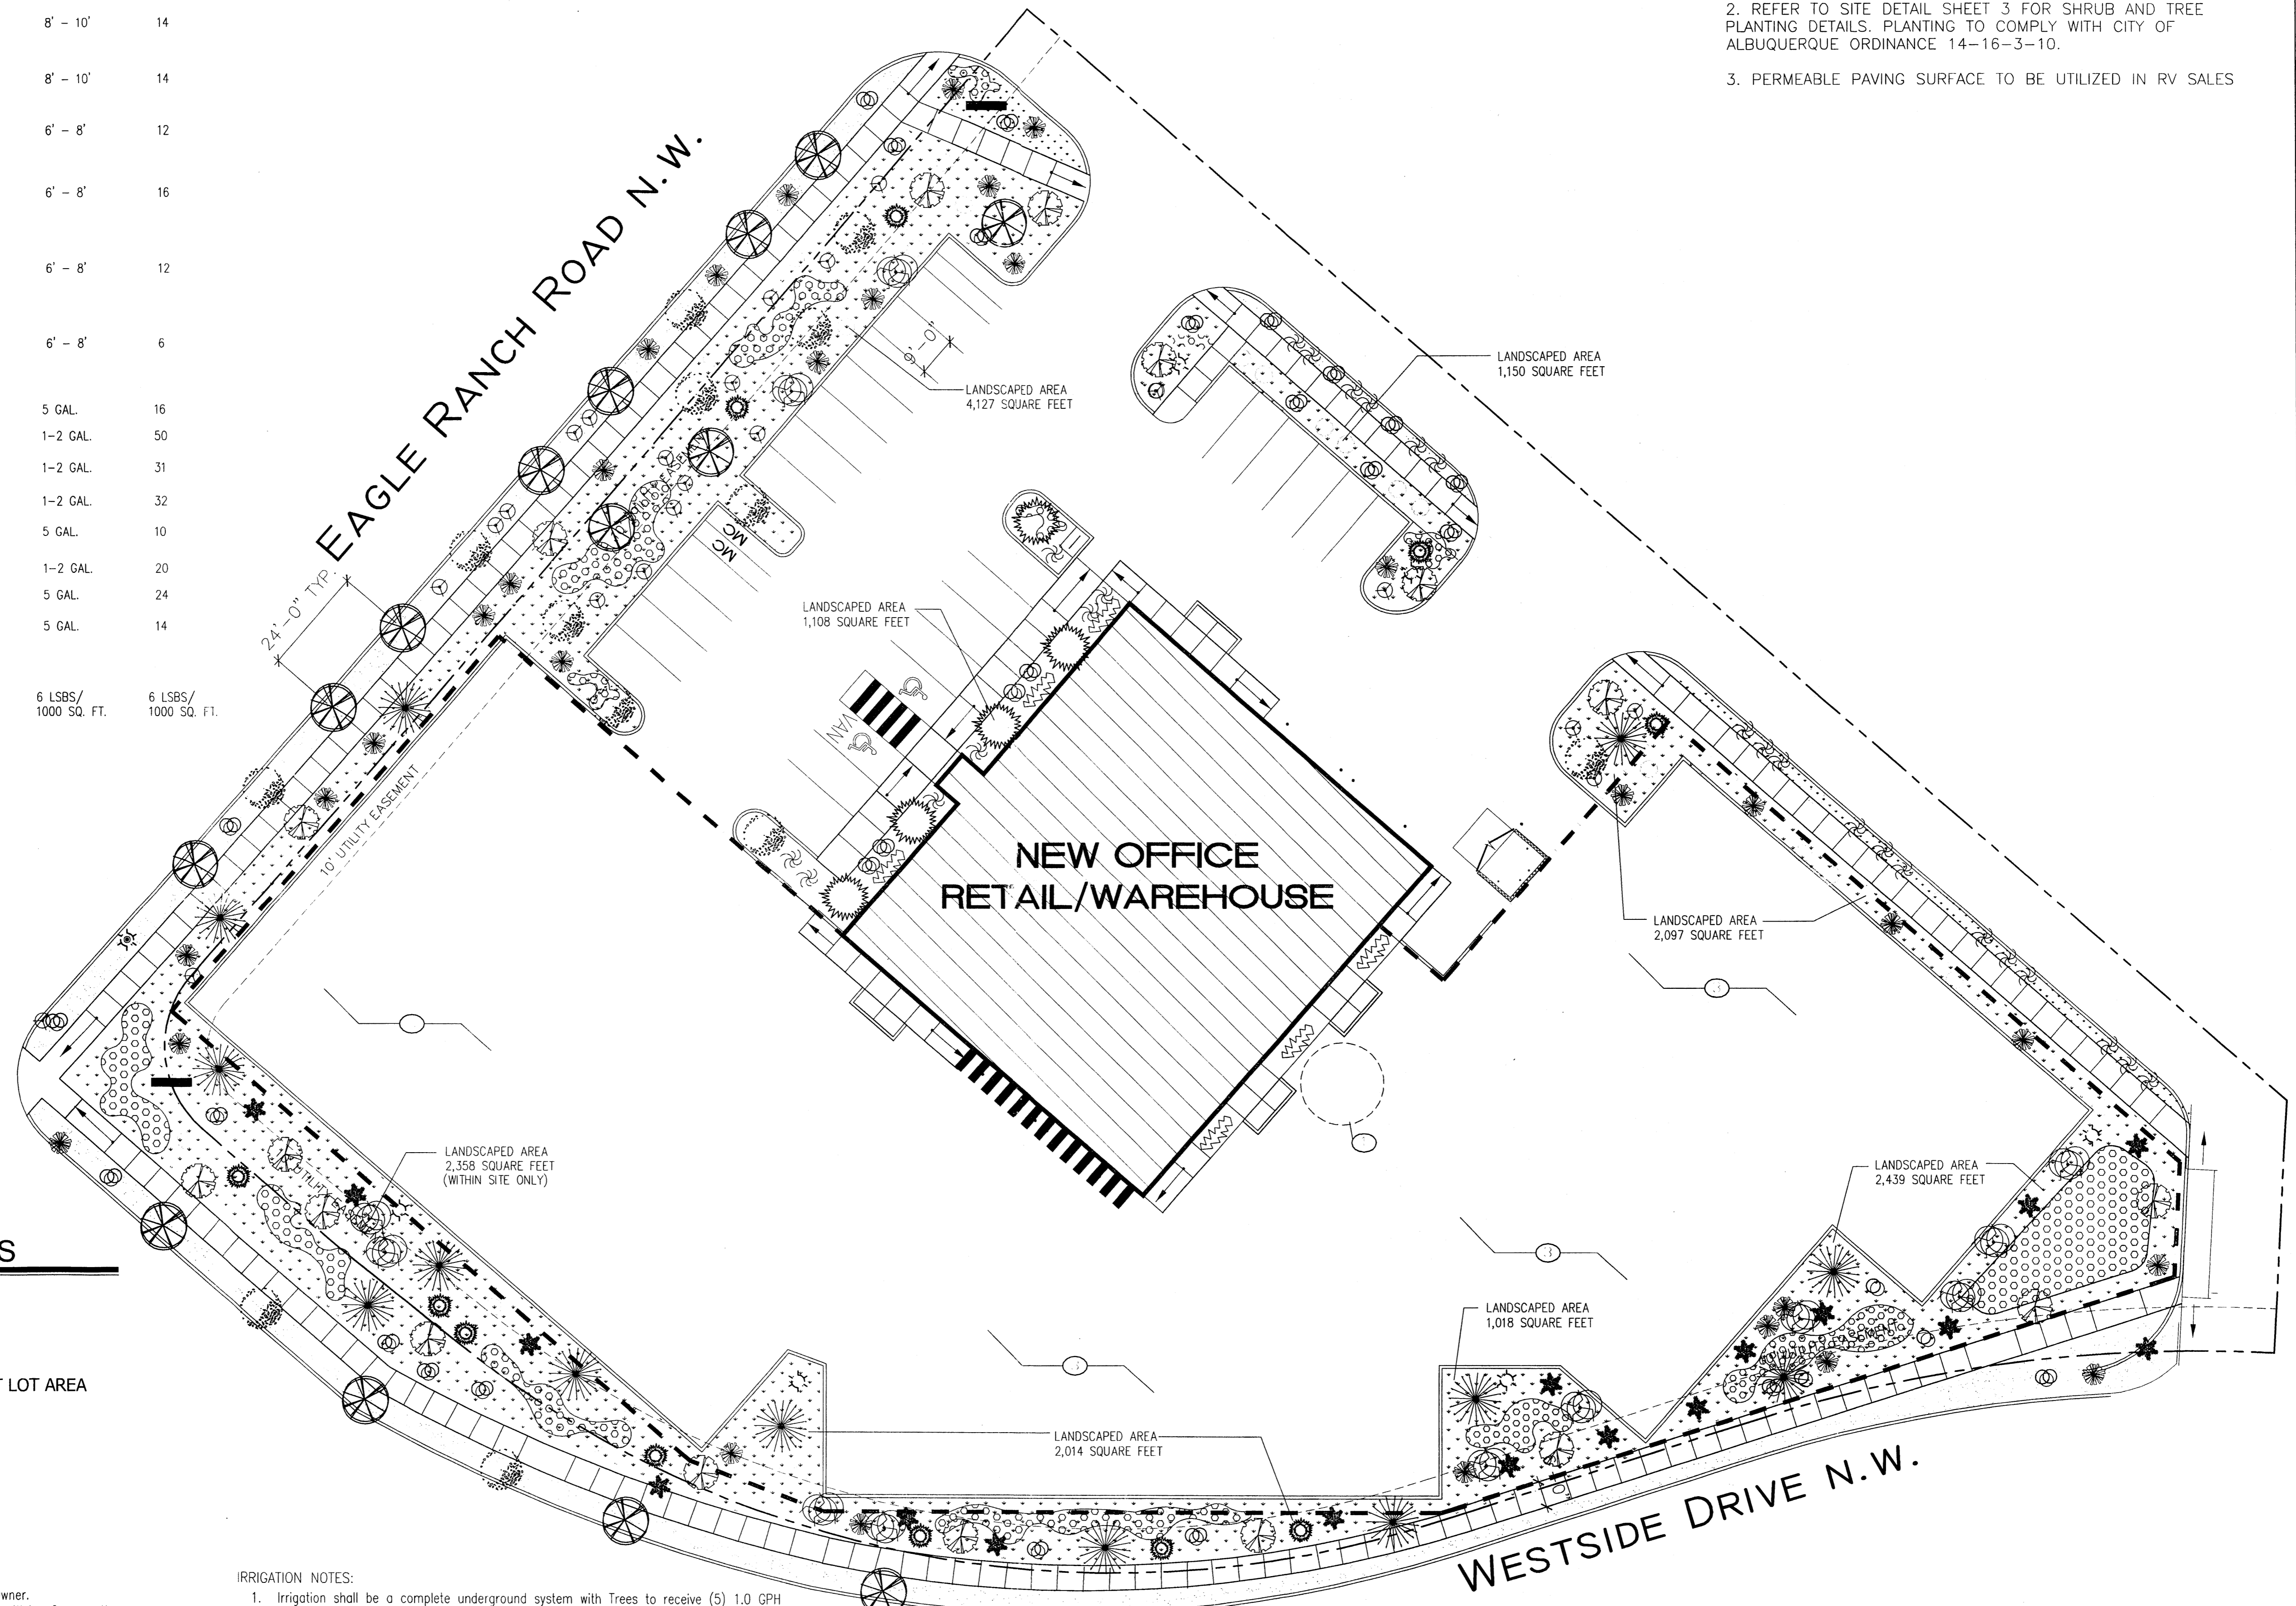 8' - 10' 14
8' - 10' 14
6' - 8' 12
6' - 8' 16
6' - 8' 12
6' - 8' 6
5 GAL. 16
1-2 GAL. 50
1-2 GAL. 31
1-2 GAL. 32
5 GAL. 10
1-2 GAL. 20
5 GAL. 24
5 GAL. 14
6 LSBS/ 6 LSBS/
1000 SQ. FT. 1000 SQ. FT.
2. REFER TO SITE DETAIL SHEET 3 FOR SHRUB AND TREE
PLANTING DETAILS. PLANTING TO COMPLY WITH CITY OF
ALBUQUERQUE ORDINANCE 14-16-3-10.
3. PERMEABLE PAVING SURFACE TO BE UTILIZED IN RV SALES
EAGLE RANCH ROAD N.W.
24'-0" TYP.
9'-0"
LANDSCAPED AREA
4,127 SQUARE FEET
LANDSCAPED AREA
1,150 SQUARE FEET
MC
MC
LANDSCAPED AREA
1,108 SQUARE FEET
VAN
10' UTILITY EASEMENT
NEW OFFICE
RETAIL/WAREHOUSE
LANDSCAPED AREA
2,097 SQUARE FEET
LANDSCAPED AREA
2,358 SQUARE FEET
(WITHIN SITE ONLY)
UTILITY
LANDSCAPED AREA
2,439 SQUARE FEET
3
LANDSCAPED AREA
1,018 SQUARE FEET
EASEMENT
3
LANDSCAPED AREA
2,014 SQUARE FEET
WESTSIDE DRIVE N.W.
S
LOT AREA
IRRIGATION NOTES:
1. Irrigation shall be a complete underground system with Trees to receive (5) 1.0 GPH